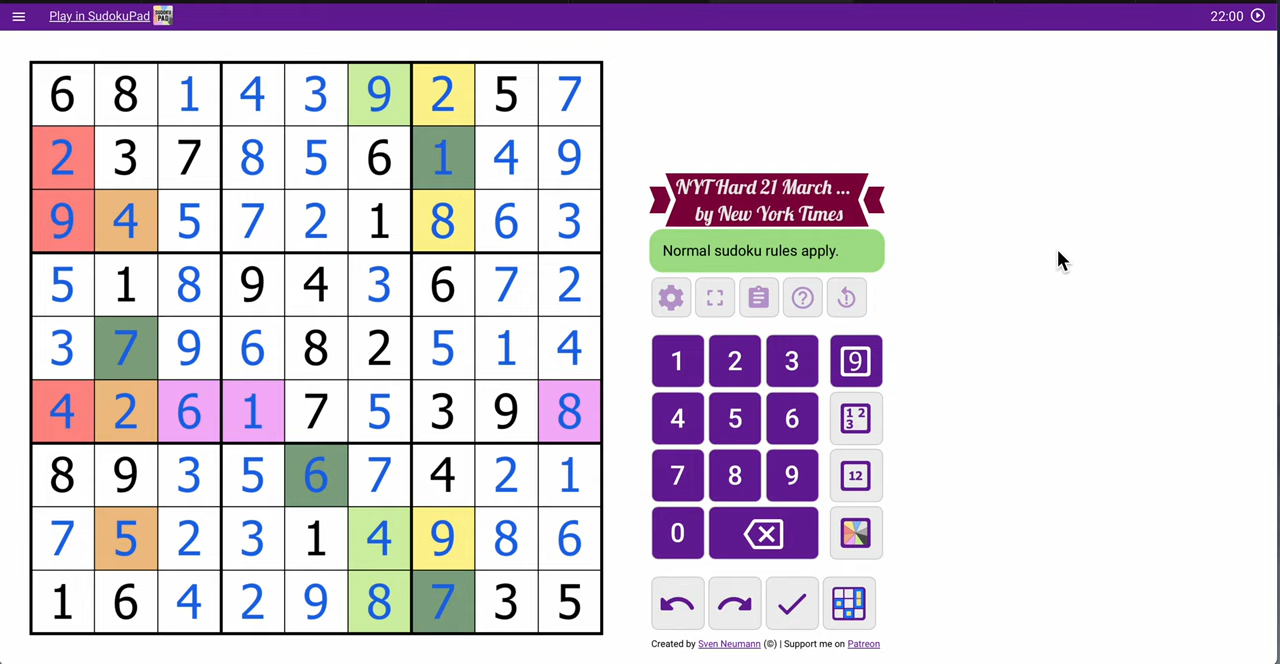 Play in SudokuPad SUDOKU PAD 22:00
6 8 1 4 3 9 2 5 7
2 3 7 8 5 6 1 4 9
9 4 5 7 2 1 8 6 3
5 1 8 9 4 3 6 7 2
3 7 9 6 8 2 5 1 4
4 2 6 1 7 5 3 9 8
8 9 3 5 6 7 4 2 1
7 5 2 3 1 4 9 8 6
1 6 4 2 9 8 7 3 5
NYT Hard 21 March ...
by New York Times
Normal sudoku rules apply.
?
1 2 3 9
4 5 6 1 2 3
7 8 9 12
0
Created by Sven Neumann (©) | Support me on Patreon